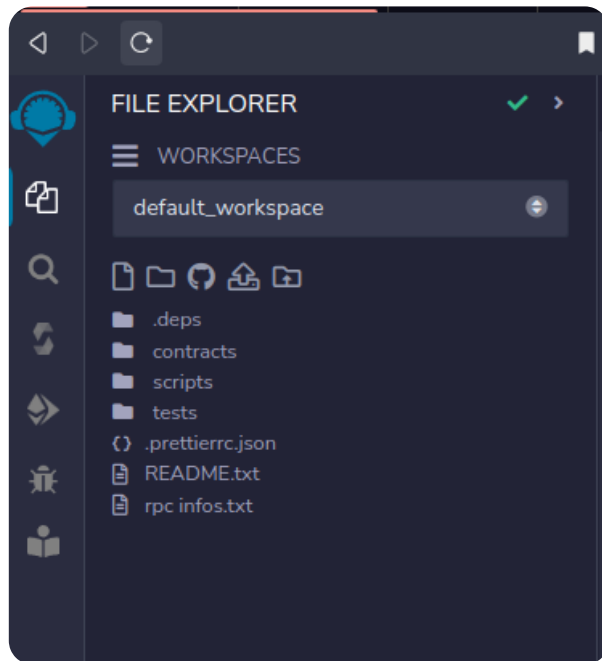 FILE EXPLORER
WORKSPACES
default_workspace
.deps
contracts
scripts
tests
.prettierrc.json
README.txt
rpc infos.txt